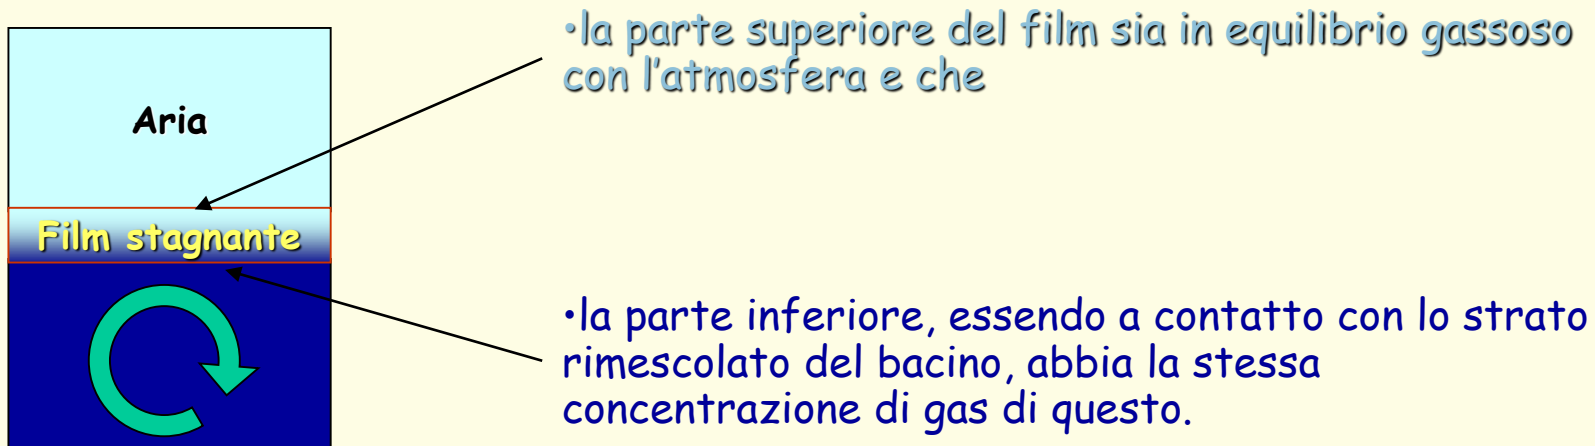 •la parte superiore del film sia in equilibrio gassoso
con l'atmosfera e che
Aria
Film stagnante
•la parte inferiore, essendo a contatto con lo strato
rimescolato del bacino, abbia la stessa
concentrazione di gas di questo.